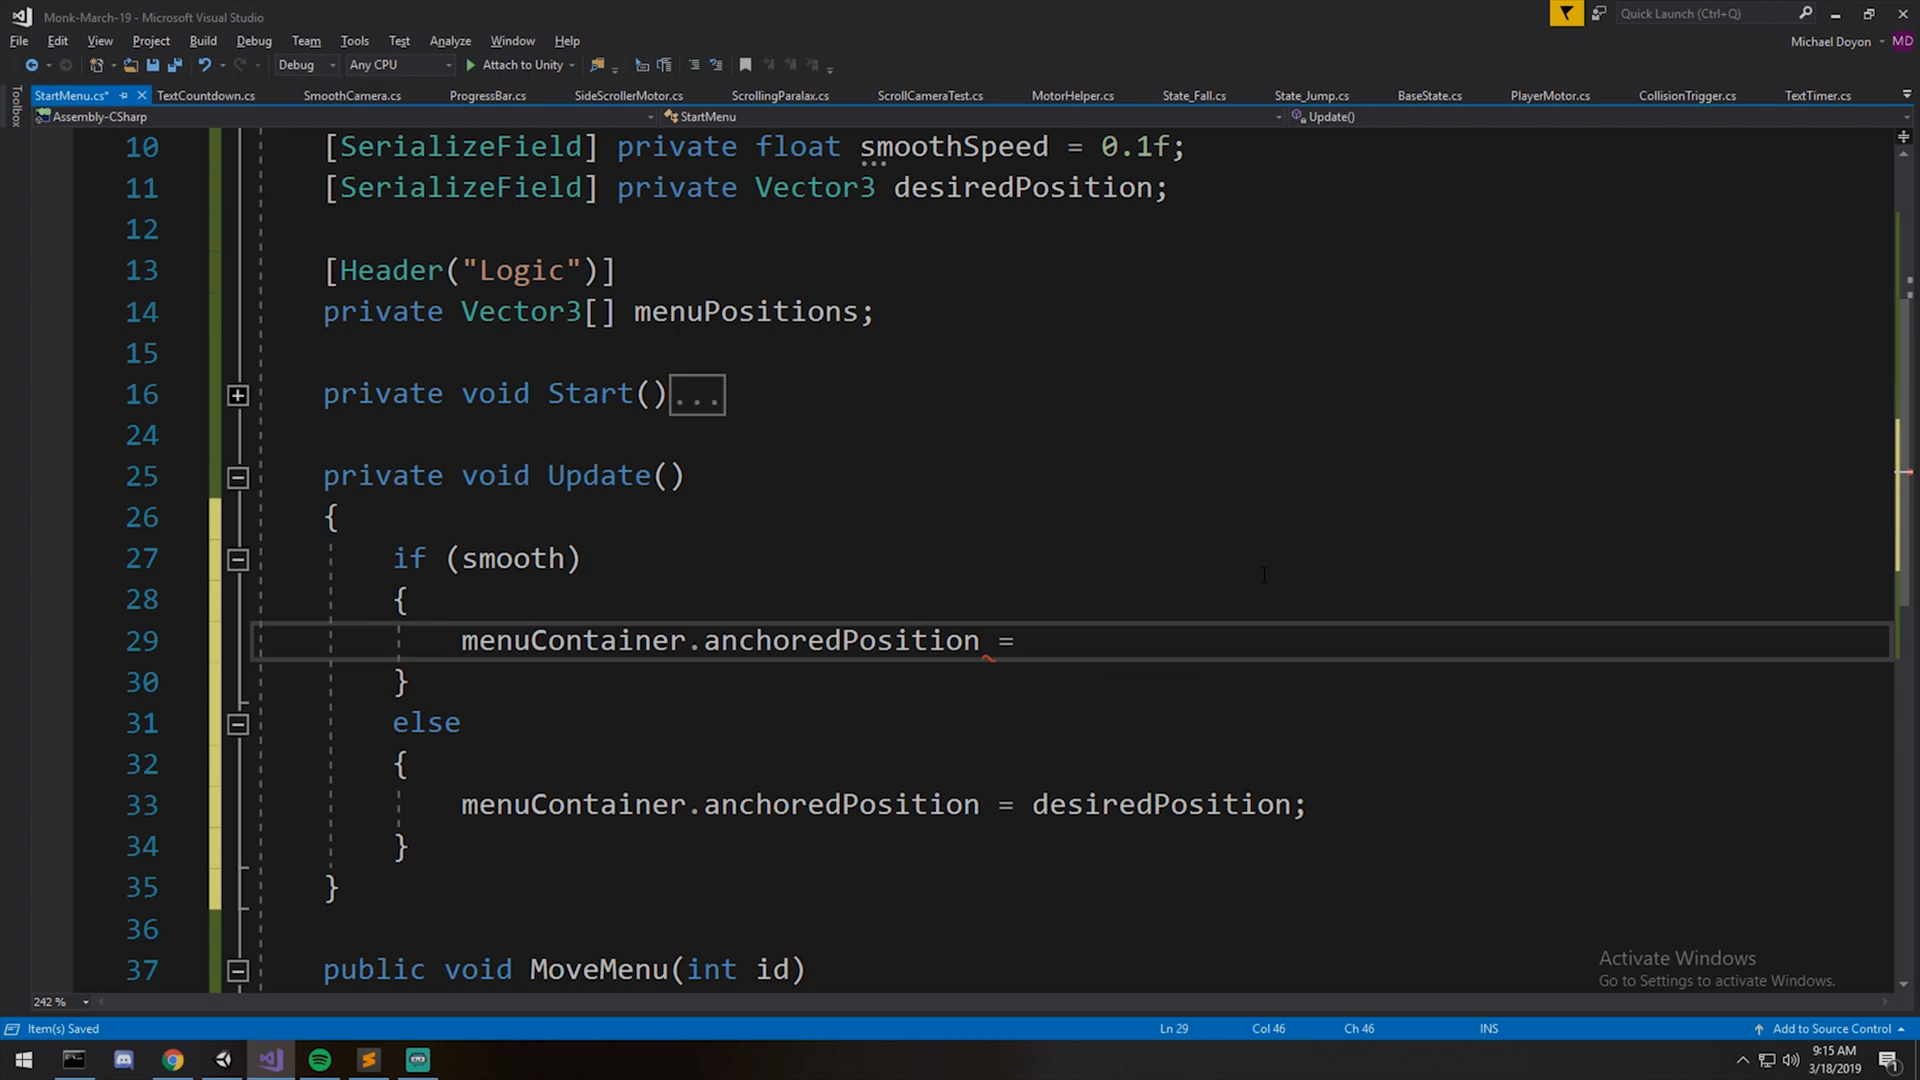 Monk-March-19 - Microsoft Visual Studio
Quick Launch (Ctrl+Q)
File Edit View Project Build Debug Team Tools Test Analyze Window Help
Michael Doyon MD
Debug Any CPU Attach to Unity
Toolbox
StartMenu.cs* TextCountdown.cs SmoothCamera.cs ProgressBar.cs SideScrollerMotor.cs ScrollingParalax.cs ScrollCameraTest.cs MotorHelper.cs State_Fall.cs State_Jump.cs BaseState.cs PlayerMotor.cs CollisionTrigger.cs TextTimer.cs
Assembly-CSharp StartMenu Update()
10 [SerializeField] private float smoothSpeed = 0.1f;
11 [SerializeField] private Vector3 desiredPosition;
12
13 [Header("Logic")]
14 private Vector3[] menuPositions;
15
16 private void Start()...
24
25 private void Update()
26 {
27 if (smooth)
28 {
29 menuContainer.anchoredPosition =
30 }
31 else
32 {
33 menuContainer.anchoredPosition = desiredPosition;
34 }
35 }
36
37 public void MoveMenu(int id)
Activate Windows
Go to Settings to activate Windows.
242 %
Item(s) Saved Ln 29 Col 46 Ch 46 INS Add to Source Control
9:15 AM
3/18/2019
1